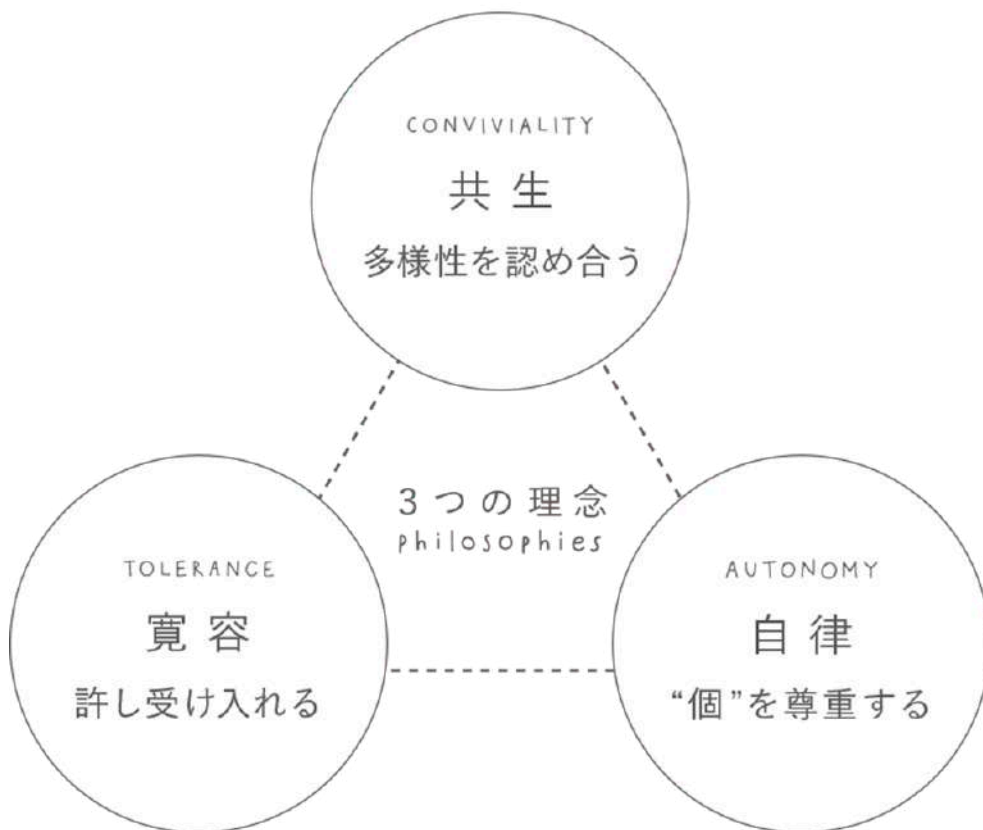 CONVIVIALITY
共生
多様性を認め合う
3つの理念
philosophies
TOLERANCE
寛容
許し受け入れる
AUTONOMY
自律
“個”を尊重する